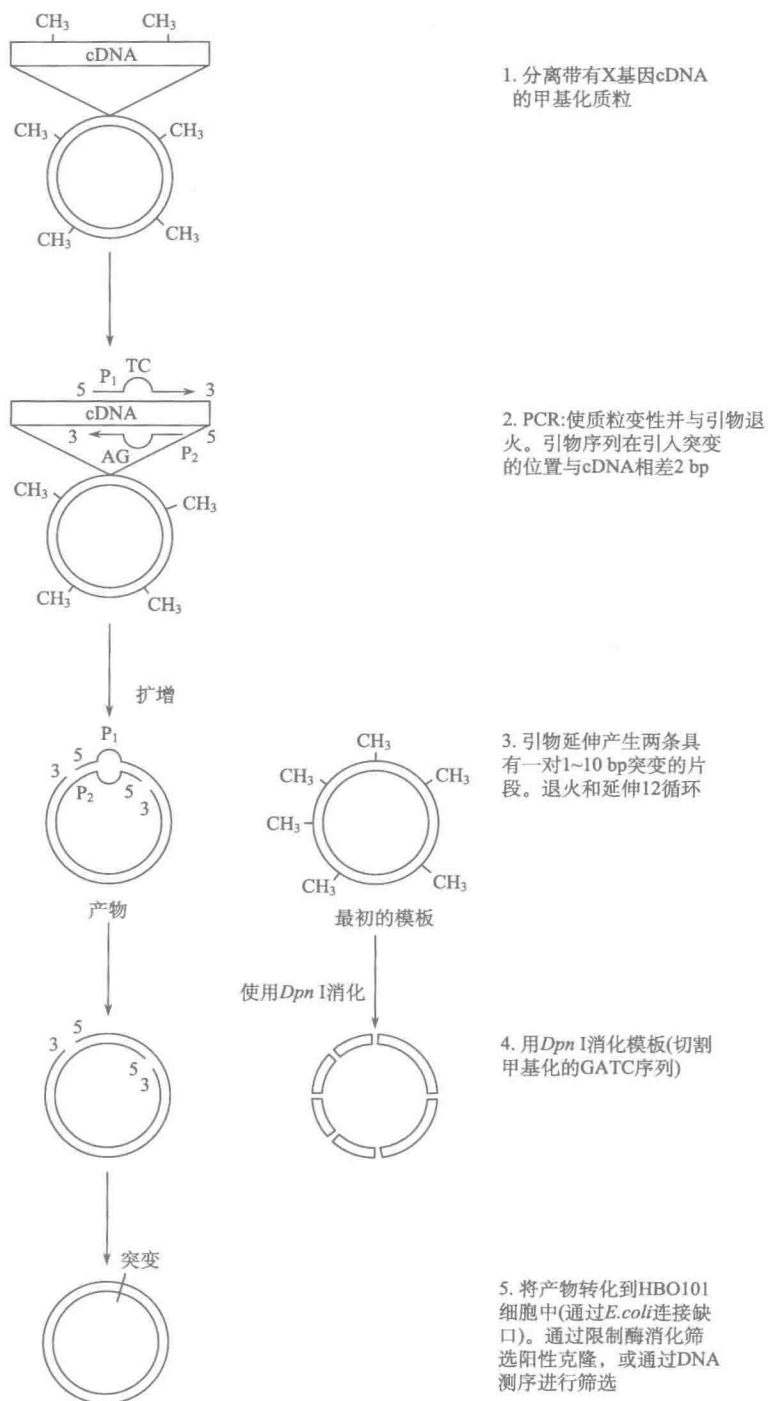 CH₃ CH₃
cDNA
CH₃ CH₃
CH₃ CH₃
1. 分离带有X基因cDNA
的甲基化质粒
TC
5 P₁ 3
cDNA
3 5
AG P₂
CH₃ CH₃
CH₃ CH₃
2. PCR:使质粒变性并与引物退
火。引物序列在引入突变
的位置与cDNA相差2 bp
扩增
P₁
5
3
P₂ 5
3
产物
CH₃
CH₃ CH₃
CH₃
CH₃ CH₃
最初的模板
3. 引物延伸产生两条具
有一对1~10 bp突变的片
段。退火和延伸12循环
使用Dpn I消化
5
3
5
3
4. 用Dpn I消化模板(切割
甲基化的GATC序列)
突变
5. 将产物转化到HBO101
细胞中(通过E.coli连接缺
口)。通过限制酶消化筛
选阳性克隆，或通过DNA
测序进行筛选